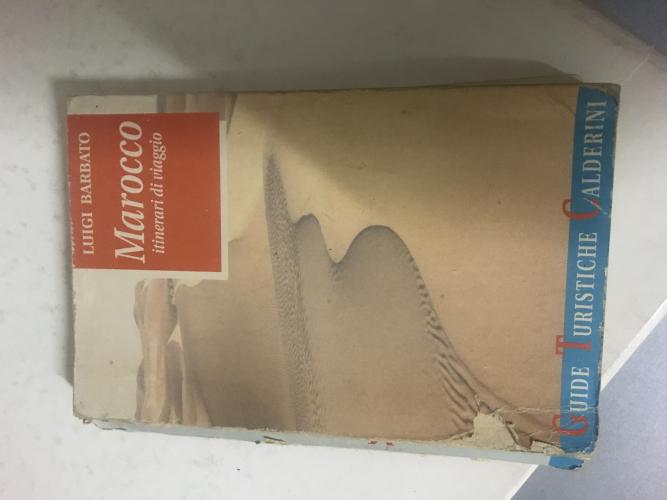 LUIGI BARBATO
Marocco
itinerari di viaggio
GUIDE TURISTICHE CALDERINI